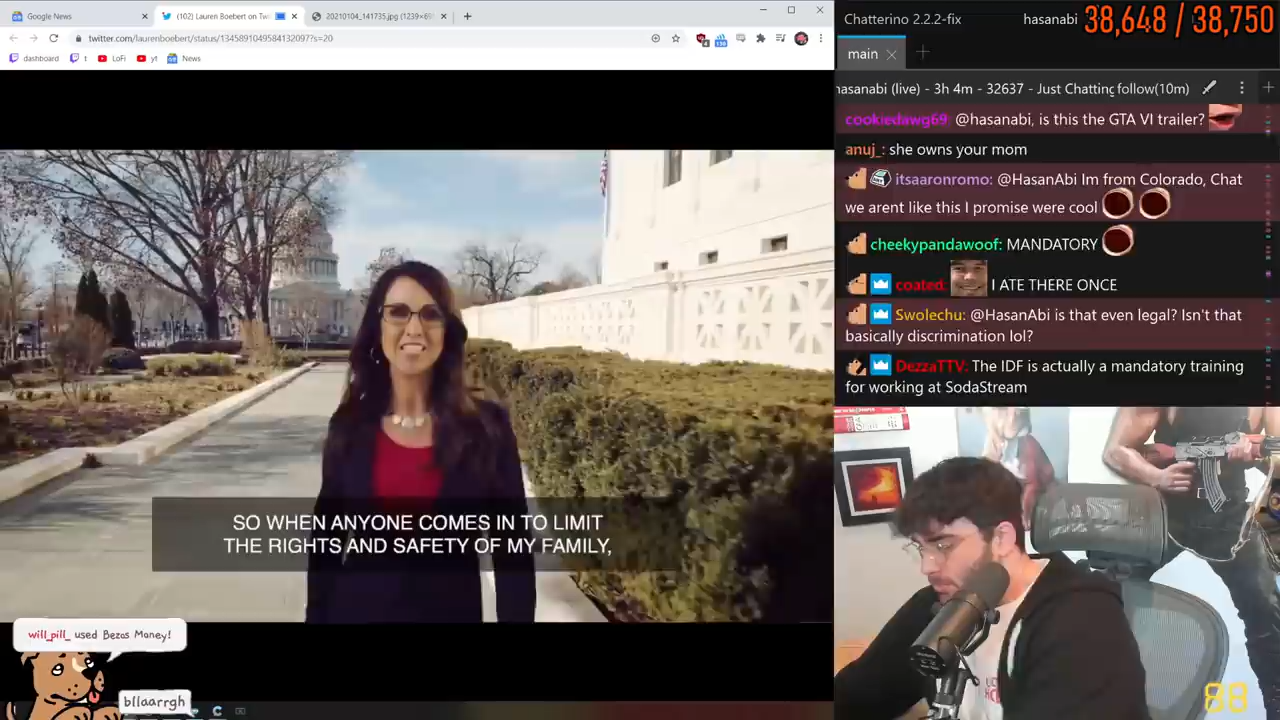 Google News
(102) Lauren Boebert on Tw
20210104_141735.jpg (1239×69
twitter.com/laurenboebert/status/1345891049584132097?s=20
dashboard
t
LoFi
yt
News
SO WHEN ANYONE COMES IN TO LIMIT
THE RIGHTS AND SAFETY OF MY FAMILY,
will_pill_ used Bezos Money!
bllaarrgh
Chatterino 2.2.2-fix
hasanabi
38,648 / 38,750
main
hasanabi (live) - 3h 4m - 32637 - Just Chatting
follow(10m)
cookiedawg69: @hasanabi, is this the GTA VI trailer?
anuj_: she owns your mom
itsaaronromo: @HasanAbi Im from Colorado, Chat
we arent like this I promise were cool
cheekypandawoof: MANDATORY
coated: I ATE THERE ONCE
Swolechu: @HasanAbi is that even legal? Isn't that
basically discrimination lol?
DezzaTTV: The IDF is actually a mandatory training
for working at SodaStream
88